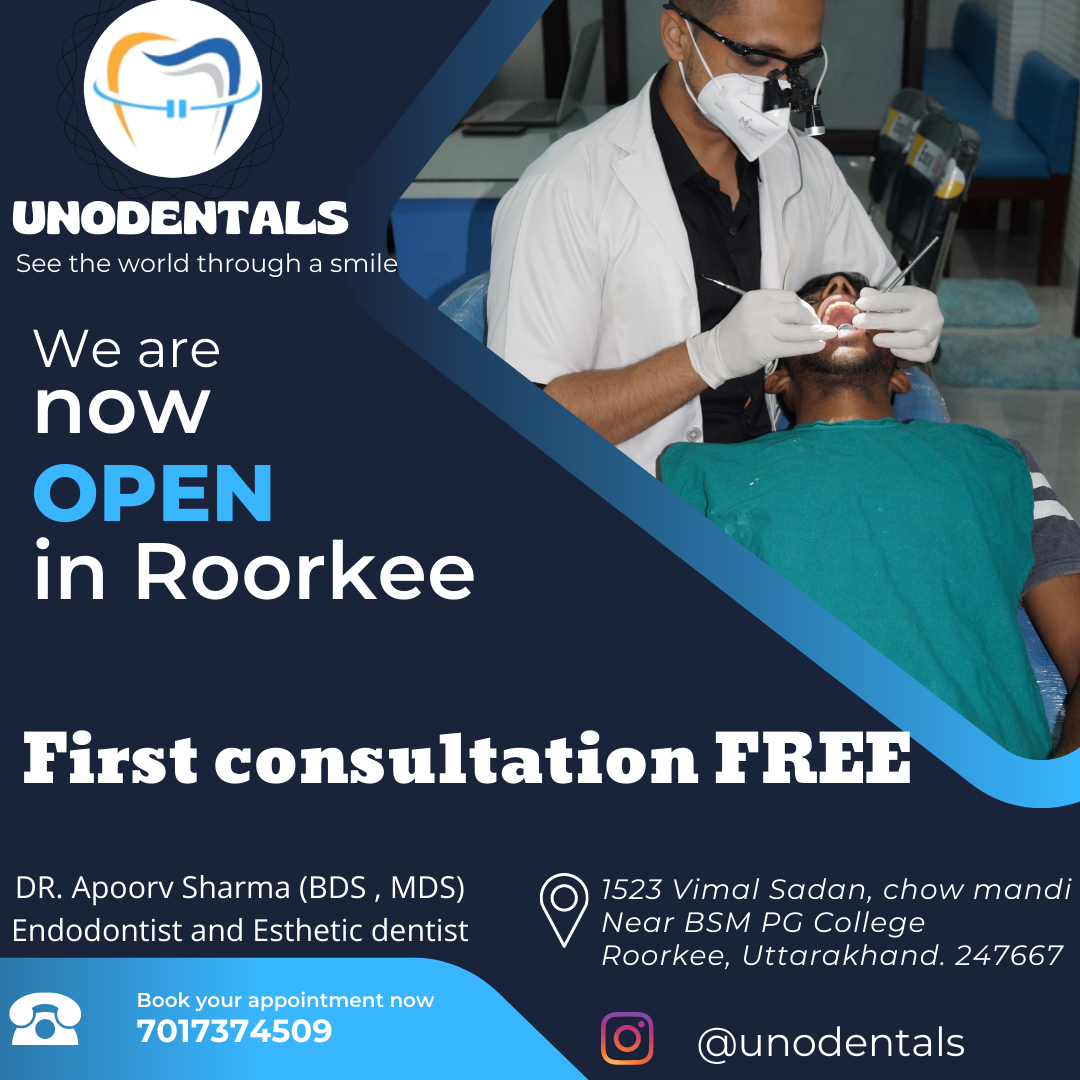 UNODENTALS
See the world through a smile
We are
now
OPEN
in Roorkee
First consultation FREE
DR. Apoorv Sharma (BDS , MDS)
Endodontist and Esthetic dentist
1523 Vimal Sadan, chow mandi
Near BSM PG College
Roorkee, Uttarakhand. 247667
Book your appointment now
7017374509
@unodentals